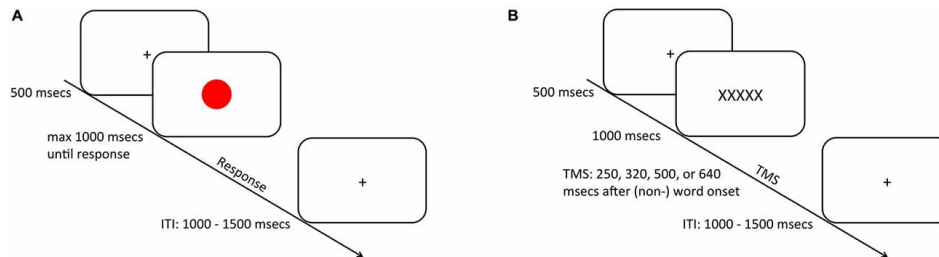 A
+
500 msecs
max 1000 msecs
until response
Response
+
ITI: 1000 - 1500 msecs
B
+
500 msecs
XXXXX
1000 msecs
TMS: 250, 320, 500, or 640
msecs after (non-) word onset
TMS
+
ITI: 1000 - 1500 msecs